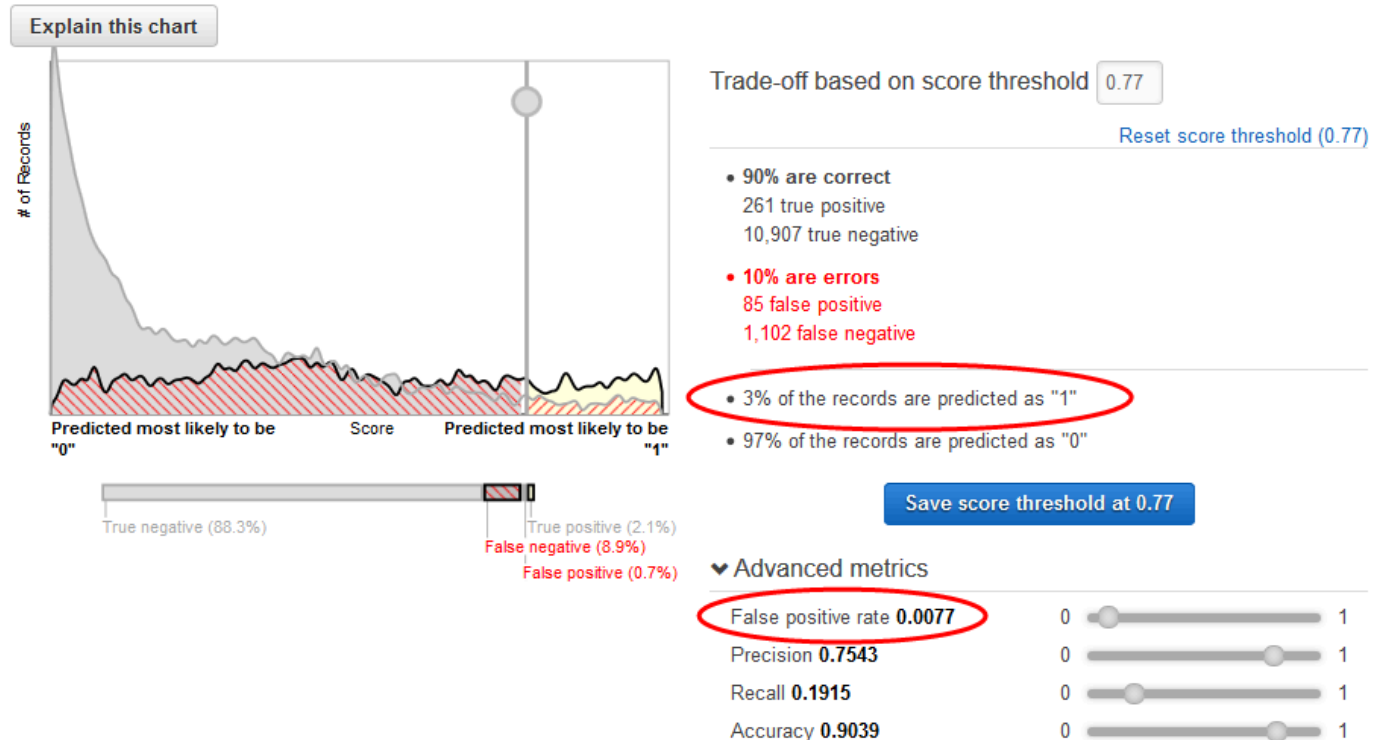 Explain this chart
# of Records
Predicted most likely to be
"0"
Score
Predicted most likely to be
"1"
True negative (88.3%)
True positive (2.1%)
False negative (8.9%)
False positive (0.7%)
Trade-off based on score threshold 0.77
Reset score threshold (0.77)
• 90% are correct
261 true positive
10,907 true negative
• 10% are errors
85 false positive
1,102 false negative
• 3% of the records are predicted as "1"
• 97% of the records are predicted as "0"
Save score threshold at 0.77
Advanced metrics
False positive rate 0.0077 0 1
Precision 0.7543 0 1
Recall 0.1915 0 1
Accuracy 0.9039 0 1